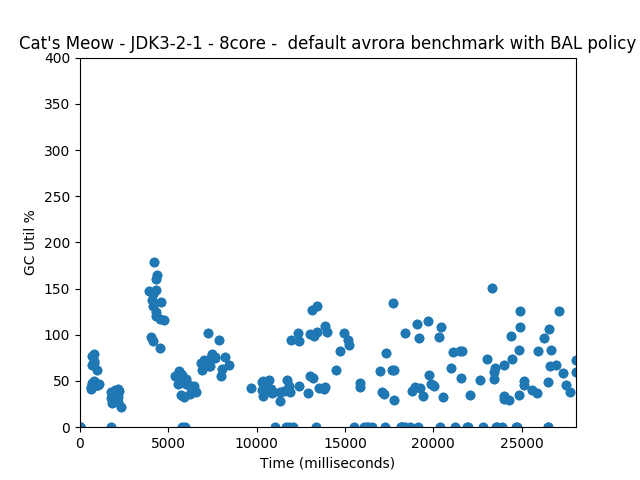 Cat's Meow - JDK3-2-1 - 8core -  default avrora benchmark with BAL policy
400
350
300
250
200
150
100
50
0
GC Util %
0 5000 10000 15000 20000 25000
Time (milliseconds)